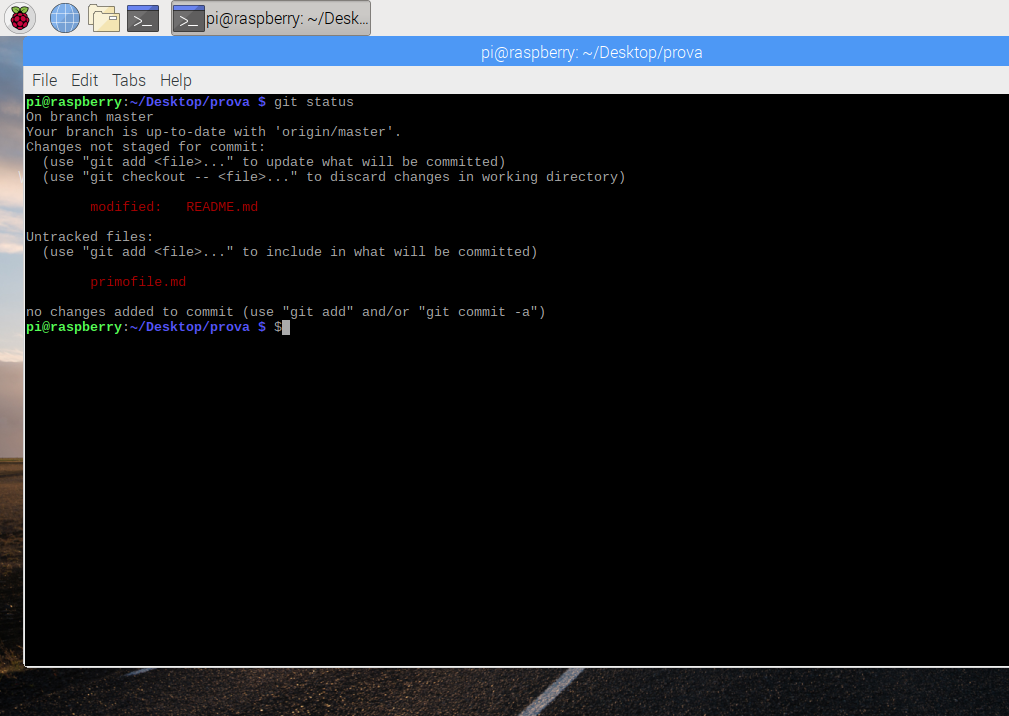 pi@raspberry: ~/Desk...
pi@raspberry: ~/Desktop/prova
File Edit Tabs Help
pi@raspberry:~/Desktop/prova $ git status
On branch master
Your branch is up-to-date with 'origin/master'.
Changes not staged for commit:
  (use "git add <file>..." to update what will be committed)
  (use "git checkout -- <file>..." to discard changes in working directory)
        modified:   README.md
Untracked files:
  (use "git add <file>..." to include in what will be committed)
        primofile.md
no changes added to commit (use "git add" and/or "git commit -a")
pi@raspberry:~/Desktop/prova $ $